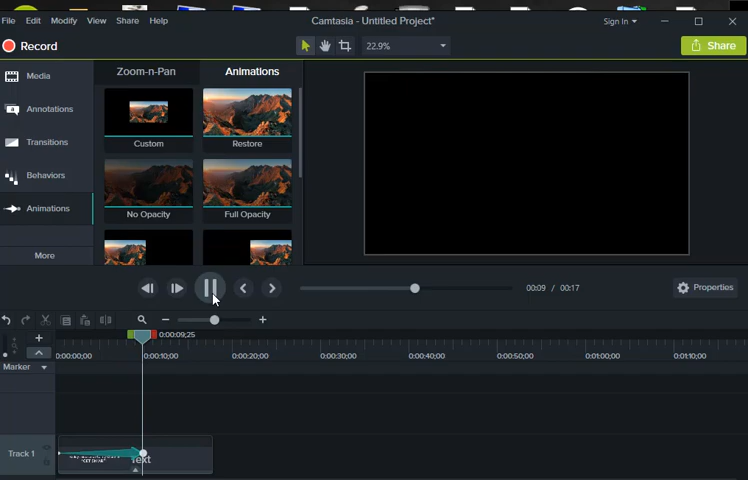 File Edit Modify View Share Help Camtasia - Untitled Project* Sign In
Record 22.9% Share
Media Zoom-n-Pan Animations
Annotations
Custom Restore
Transitions
Behaviors
Animations No Opacity Full Opacity
More
00:09 / 00:17 Properties
0:00:09;25
0:00:00;00 0:00:10;00 0:00:20;00 0:00:30;00 0:00:40;00 0:00:50;00 0:01:00;00 0:01:10;00
Marker
Track 1 Text